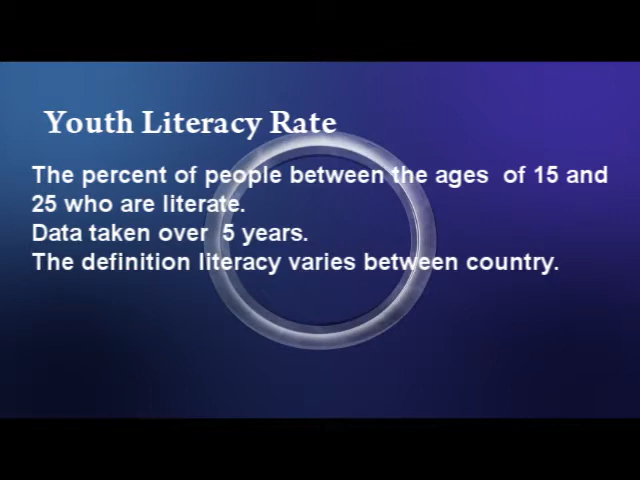 Youth Literacy Rate
The percent of people between the ages of 15 and
25 who are literate.
Data taken over 5 years.
The definition literacy varies between country.